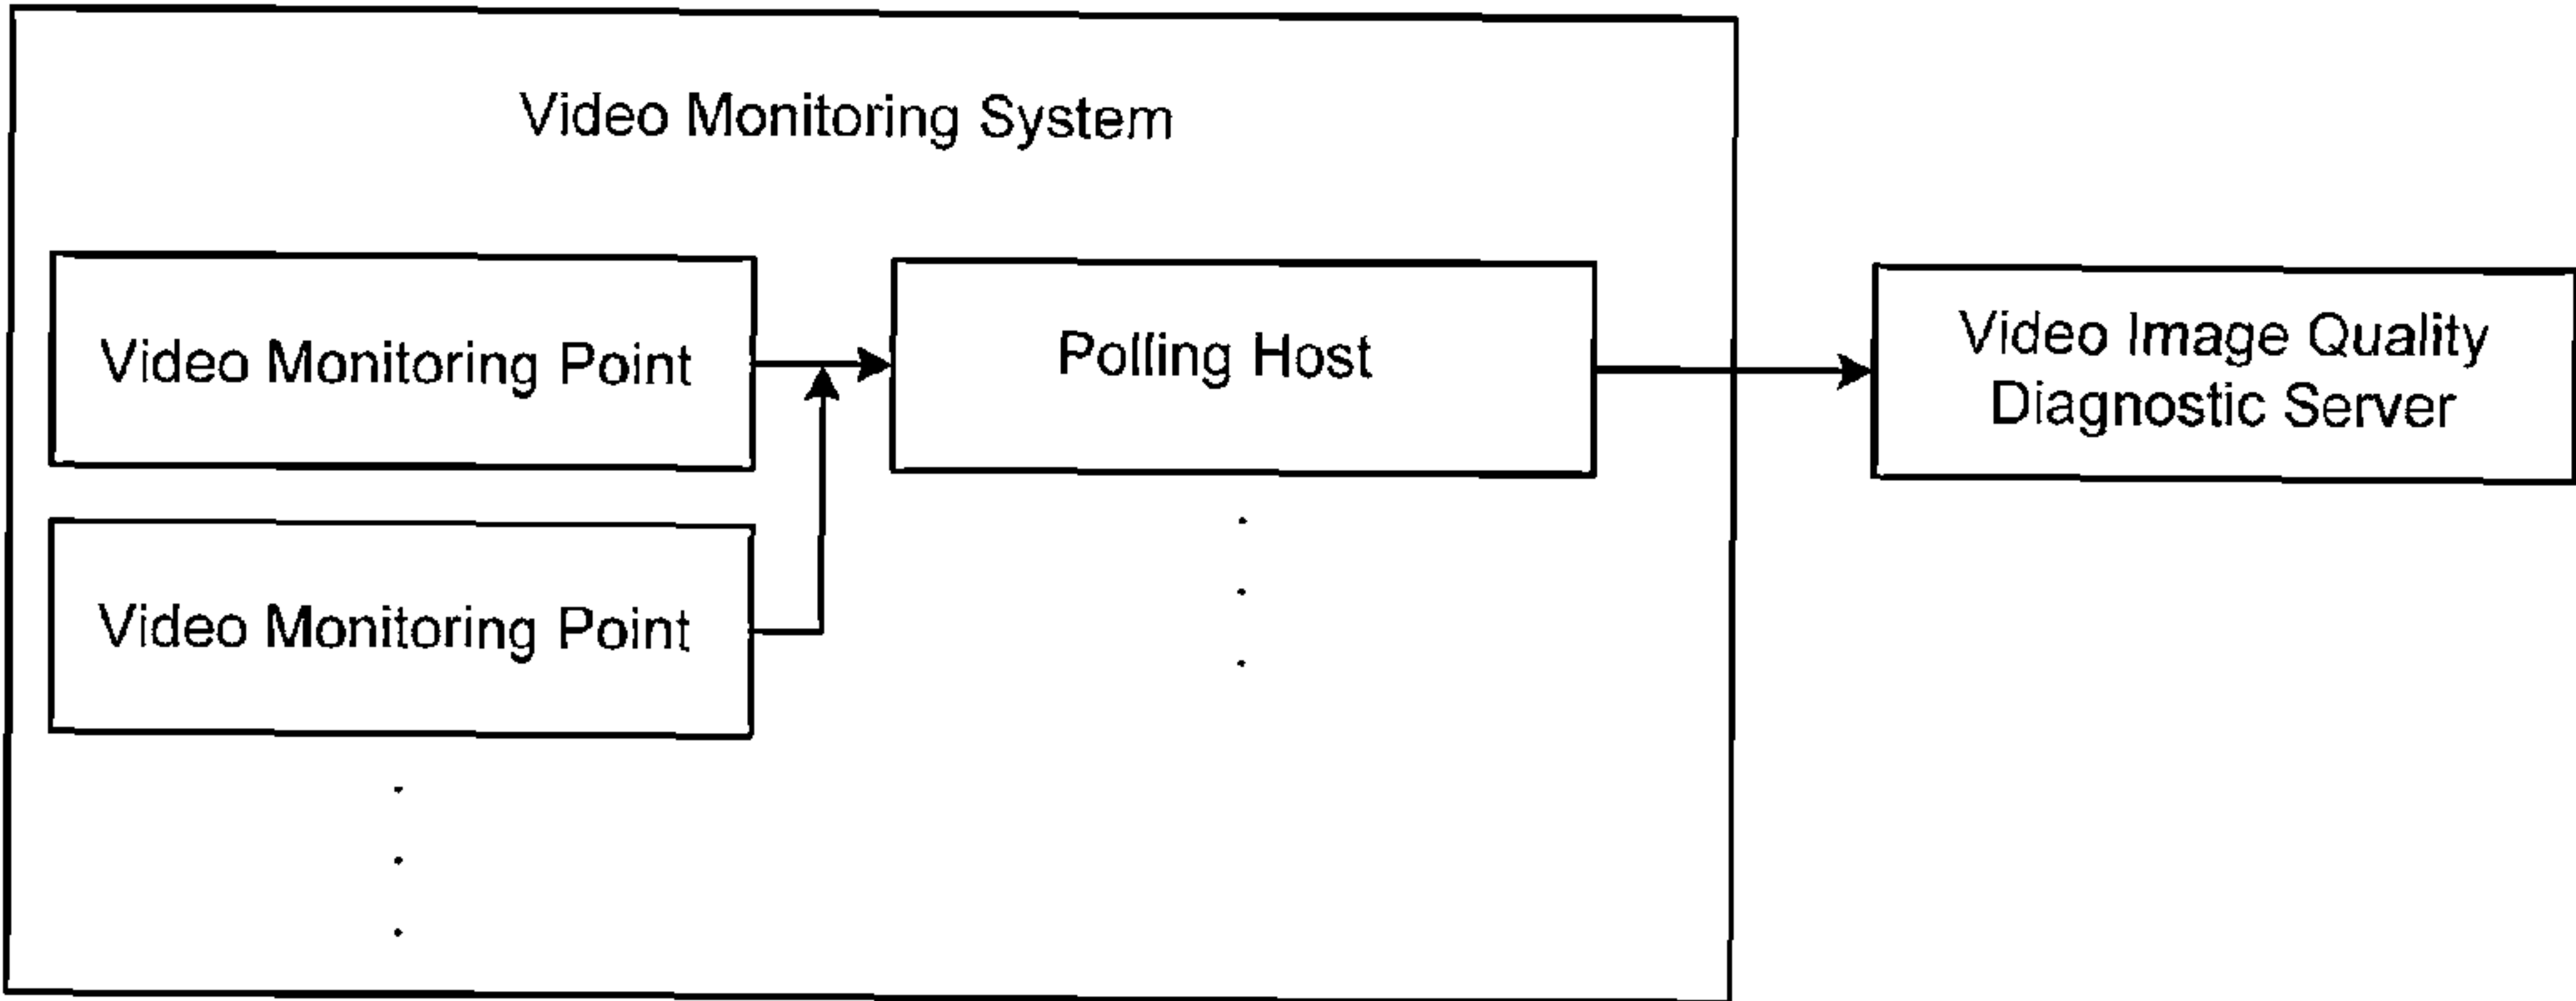 Video Monitoring System
Video Monitoring Point
Polling Host
Video Image Quality
Diagnostic Server
Video Monitoring Point